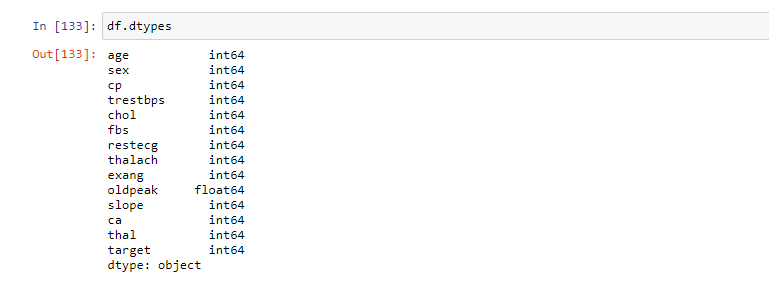 In [133]: df.dtypes
Out[133]: age int64
sex int64
cp int64
trestbps int64
chol int64
fbs int64
restecg int64
thalach int64
exang int64
oldpeak float64
slope int64
ca int64
thal int64
target int64
dtype: object